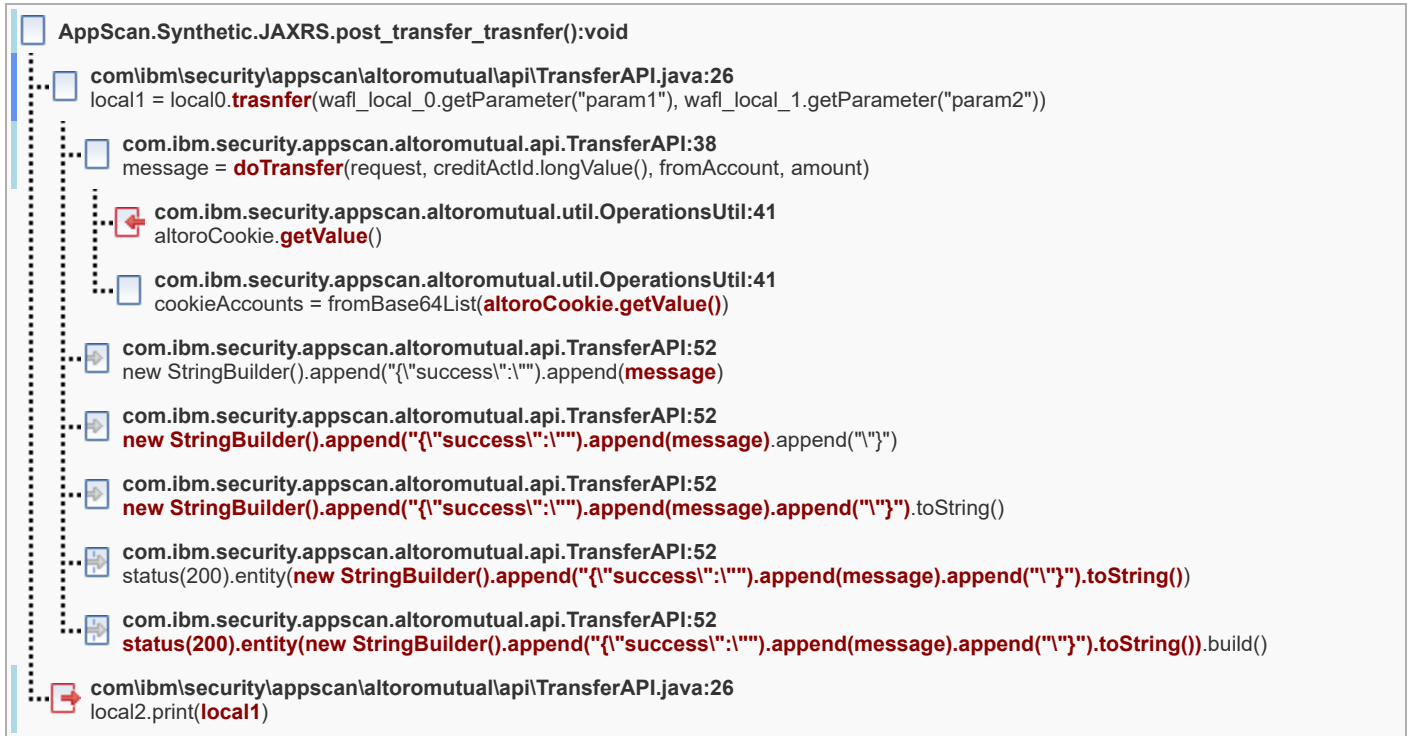 AppScan.Synthetic.JAXRS.post_transfer_trasnfer():void
com\ibm\security\appscan\altoromutual\api\TransferAPI.java:26
local1 = local0.trasnfer(wafl_local_0.getParameter("param1"), wafl_local_1.getParameter("param2"))
com.ibm.security.appscan.altoromutual.api.TransferAPI:38
message = doTransfer(request, creditActId.longValue(), fromAccount, amount)
com.ibm.security.appscan.altoromutual.util.OperationsUtil:41
altoroCookie.getValue()
com.ibm.security.appscan.altoromutual.util.OperationsUtil:41
cookieAccounts = fromBase64List(altoroCookie.getValue())
com.ibm.security.appscan.altoromutual.api.TransferAPI:52
new StringBuilder().append("{\"success\":\"").append(message)
com.ibm.security.appscan.altoromutual.api.TransferAPI:52
new StringBuilder().append("{\"success\":\"").append(message).append("\"}")
com.ibm.security.appscan.altoromutual.api.TransferAPI:52
new StringBuilder().append("{\"success\":\"").append(message).append("\"}").toString()
com.ibm.security.appscan.altoromutual.api.TransferAPI:52
status(200).entity(new StringBuilder().append("{\"success\":\"").append(message).append("\"}").toString())
com.ibm.security.appscan.altoromutual.api.TransferAPI:52
status(200).entity(new StringBuilder().append("{\"success\":\"").append(message).append("\"}").toString()).build()
com\ibm\security\appscan\altoromutual\api\TransferAPI.java:26
local2.print(local1)